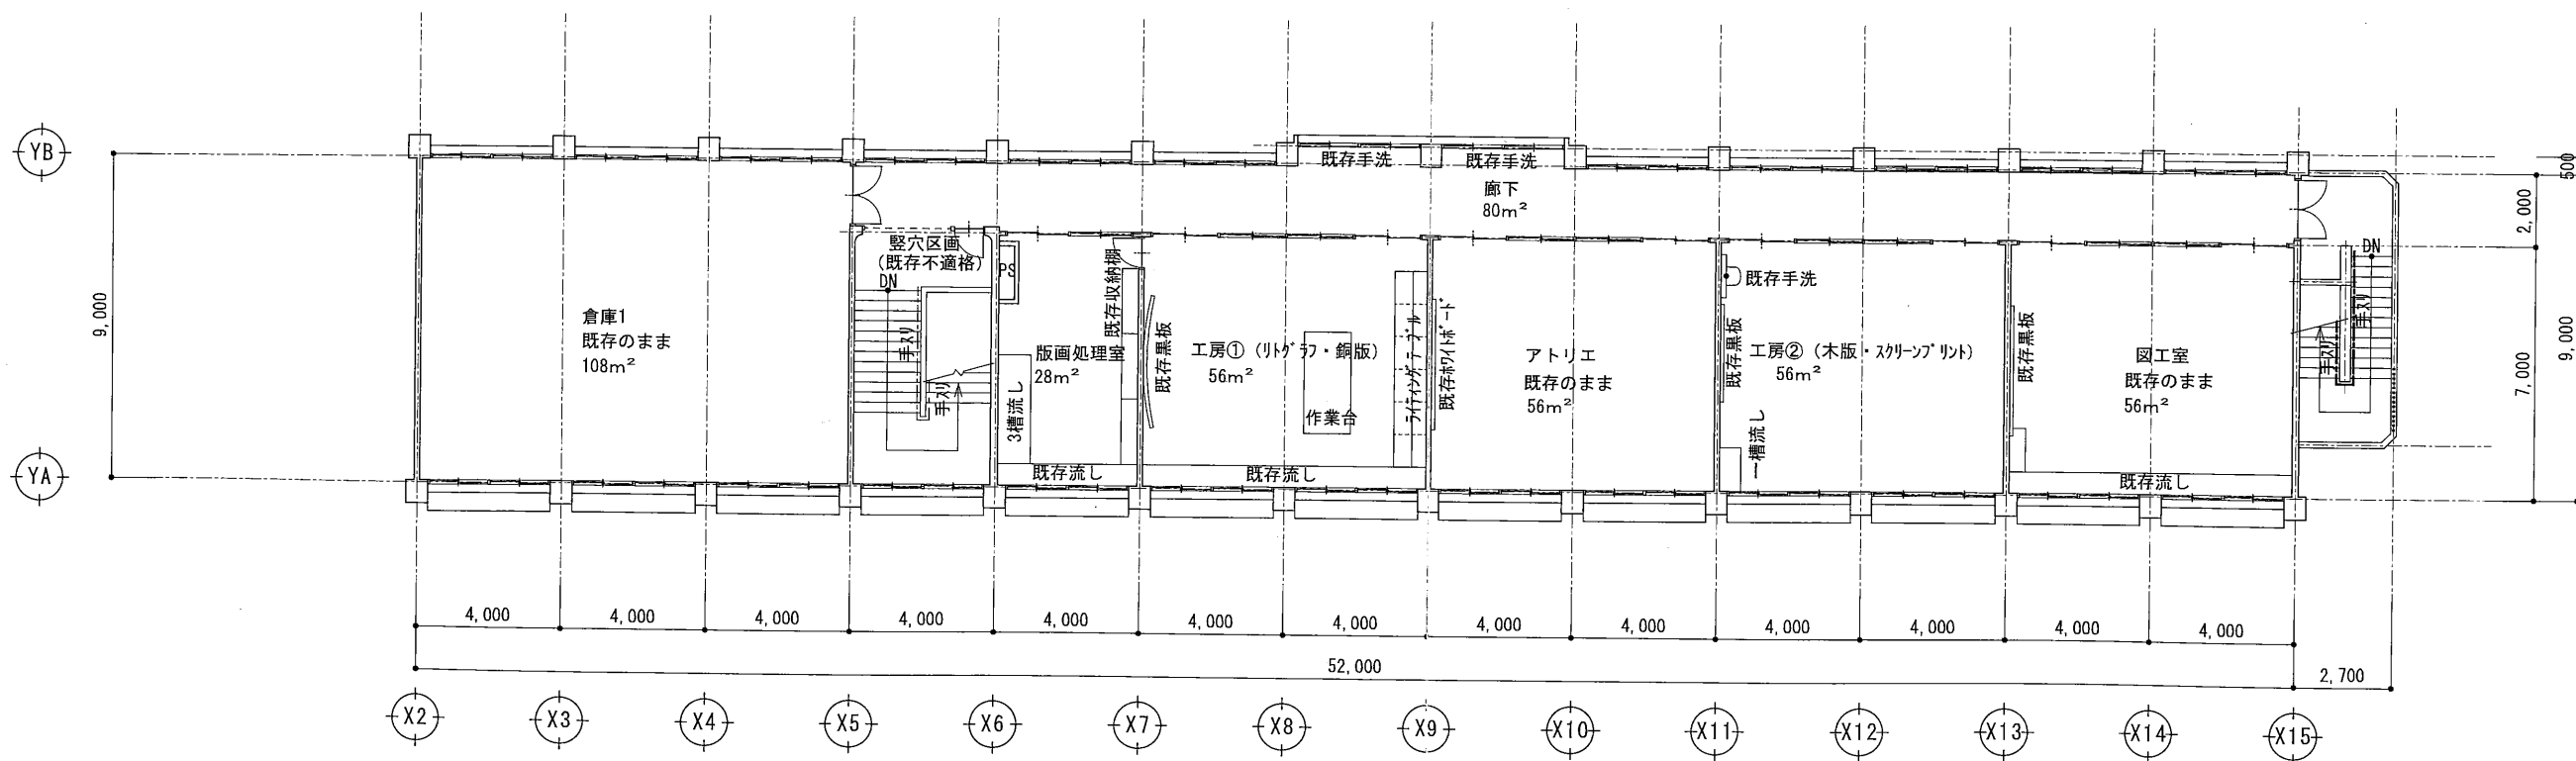 YB
YA
9,000
既存手洗
既存手洗
廊下
80m²
竪穴区画
(既存不適格)
DN
手スリ
手スリ
PS
倉庫1
既存のまま
108m²
版画処理室
28m²
3槽流し
既存収納棚
既存流し
既存黒板
工房①(リトグラフ・銅版)
56m²
作業台
ライティングテーブル
既存流し
既存ホワイトボード
アトリエ
既存のまま
56m²
既存手洗
既存黒板
工房②(木版・スクリーンプリント)
56m²
一槽流し
既存黒板
図工室
既存のまま
56m²
既存流し
DN
手スリ
手スリ
500
2,000
7,000
9,000
4,000
4,000
4,000
4,000
4,000
4,000
4,000
4,000
4,000
4,000
4,000
4,000
4,000
52,000
2,700
X2
X3
X4
X5
X6
X7
X8
X9
X10
X11
X12
X13
X14
X15